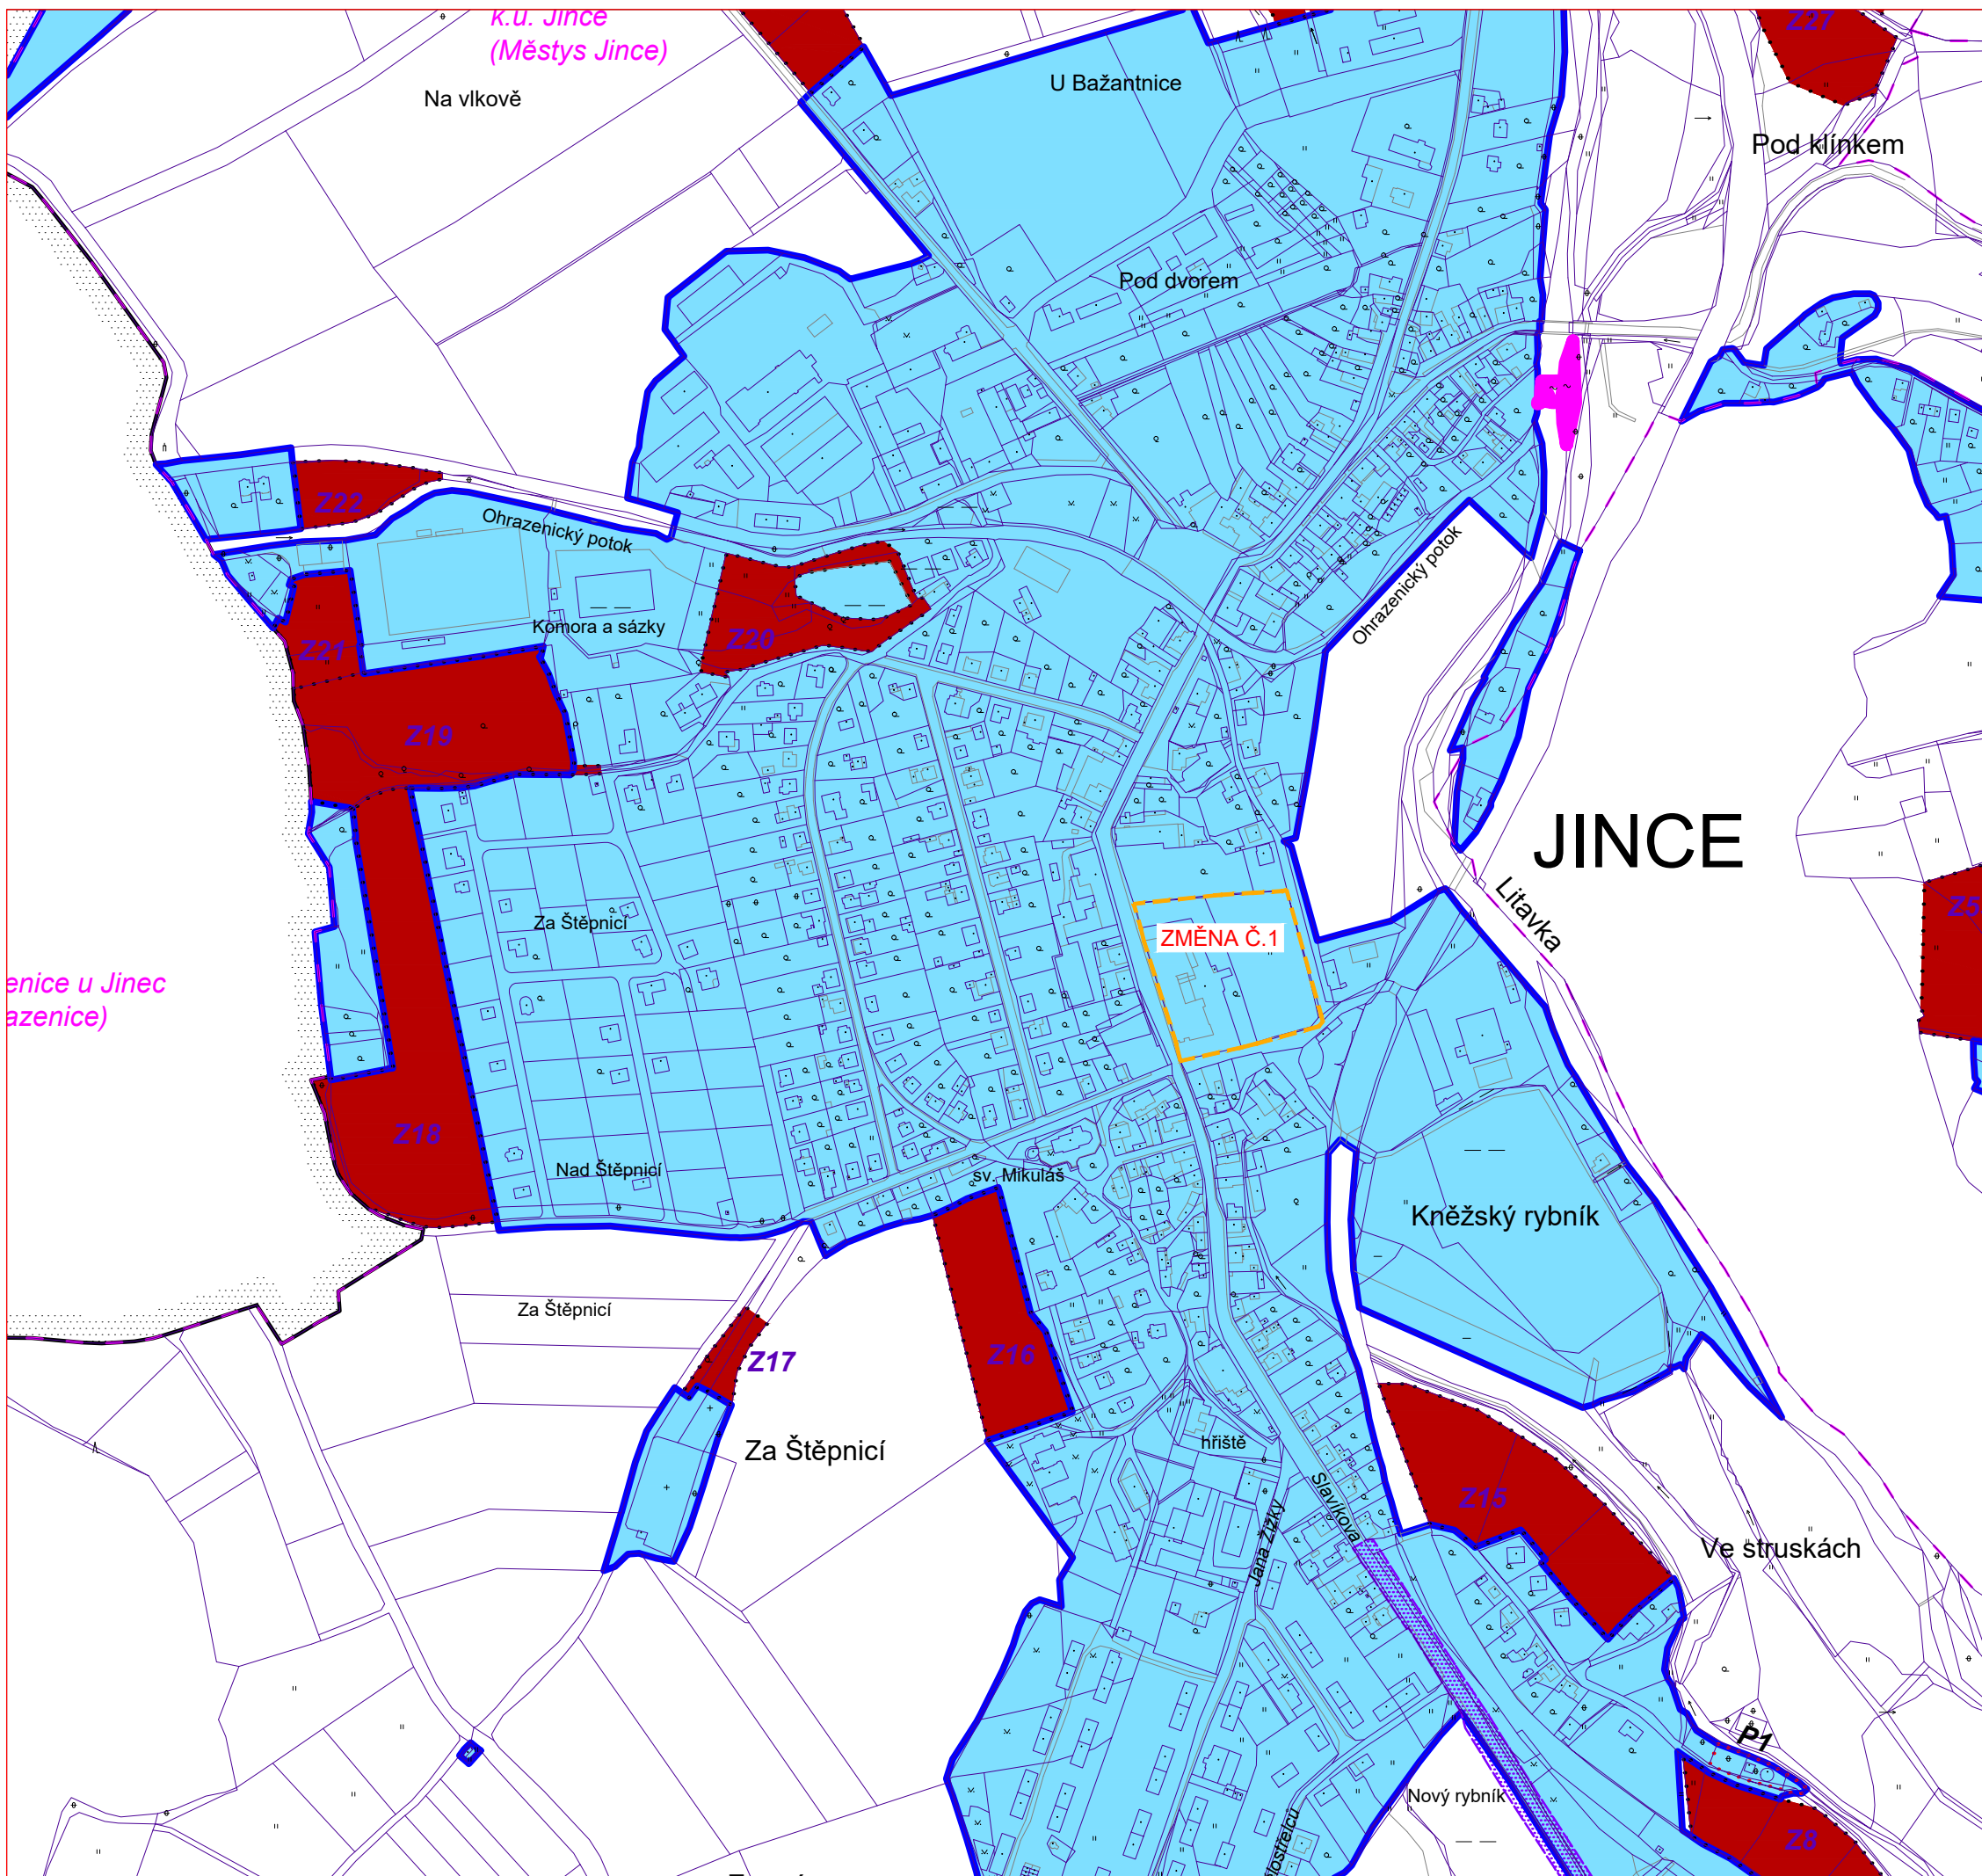 k.ú. Jince
(Městys Jince)
Z27
Na vlkově
U Bažantnice
Pod klínkem
Pod dvorem
Z22
Ohrazenický potok
Ohrazenický potok
Komora a sázky
Z20
Z21
Z19
JINCE
Litavka
Za Štěpnicí
ZMĚNA Č.1
Z5
enice u Jinec
azenice)
Z18
Nad Štěpnicí
sv. Mikuláš
Kněžský rybník
Za Štěpnicí
Z17
Z16
Za Štěpnicí
hřiště
Slavíkova
Jana Žižky
Z15
Ve struskách
P1
Nový rybník
Z8